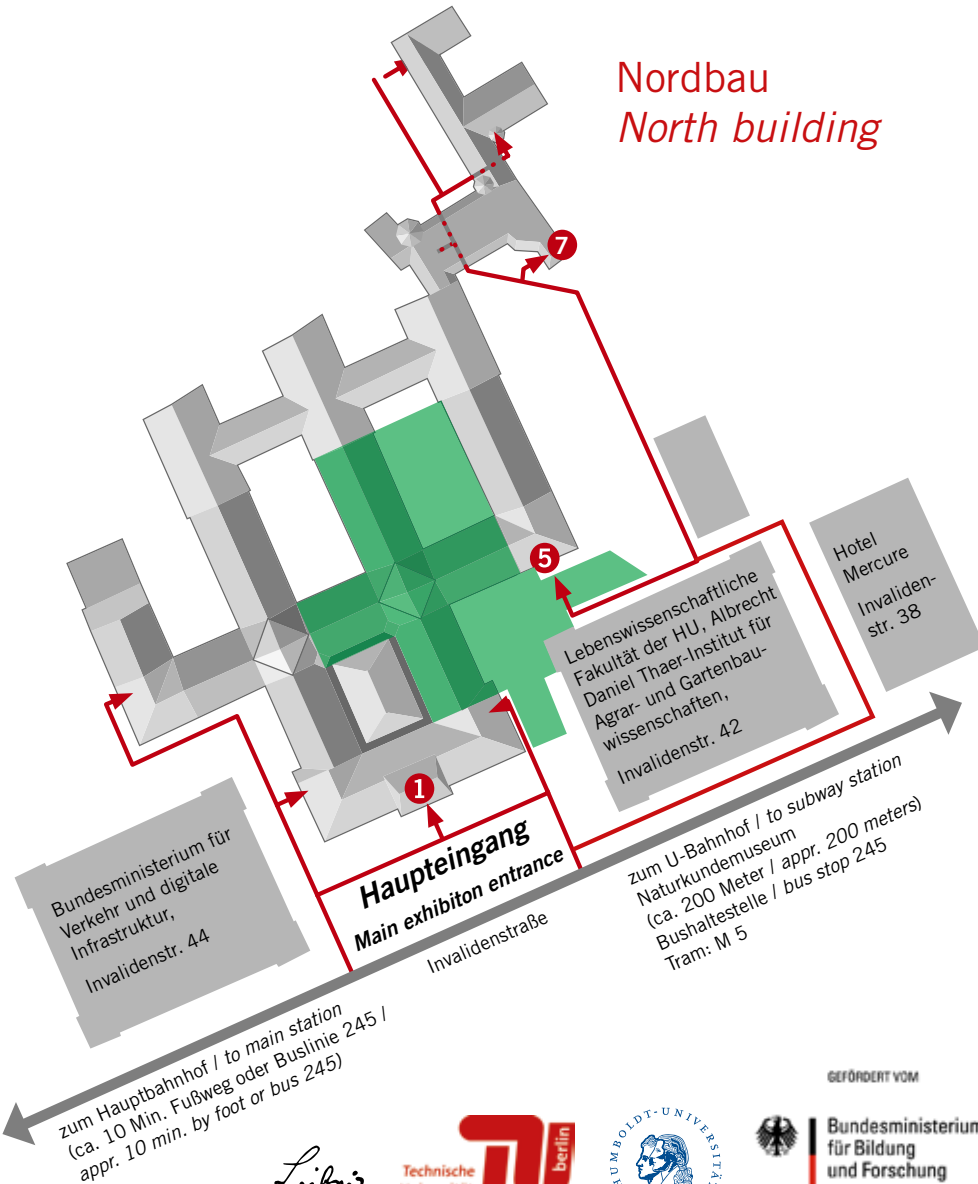 Nordbau
North building
7
5
Hotel
Mercure
Invaliden-
str. 38
Lebenswissenschaftliche
Fakultät der HU, Albrecht
Daniel Thaer-Institut für
Agrar- und Gartenbau-
wissenschaften,
Invalidenstr. 42
1
Haupteingang
Main exhibiton entrance
Bundesministerium für
Verkehr und digitale
Infrastruktur,
Invalidenstr. 44
Invalidenstraße
zum U-Bahnhof / to subway station
Naturkundemuseum
(ca. 200 Meter / appr. 200 meters)
Bushaltestelle / bus stop 245
Tram: M 5
zum Hauptbahnhof / to main station
(ca. 10 Min. Fußweg oder Buslinie 245 /
appr. 10 min. by foot or bus 245)
GEFÖRDERT VOM
Bundesministerium
für Bildung
und Forschung
Technische
berlin